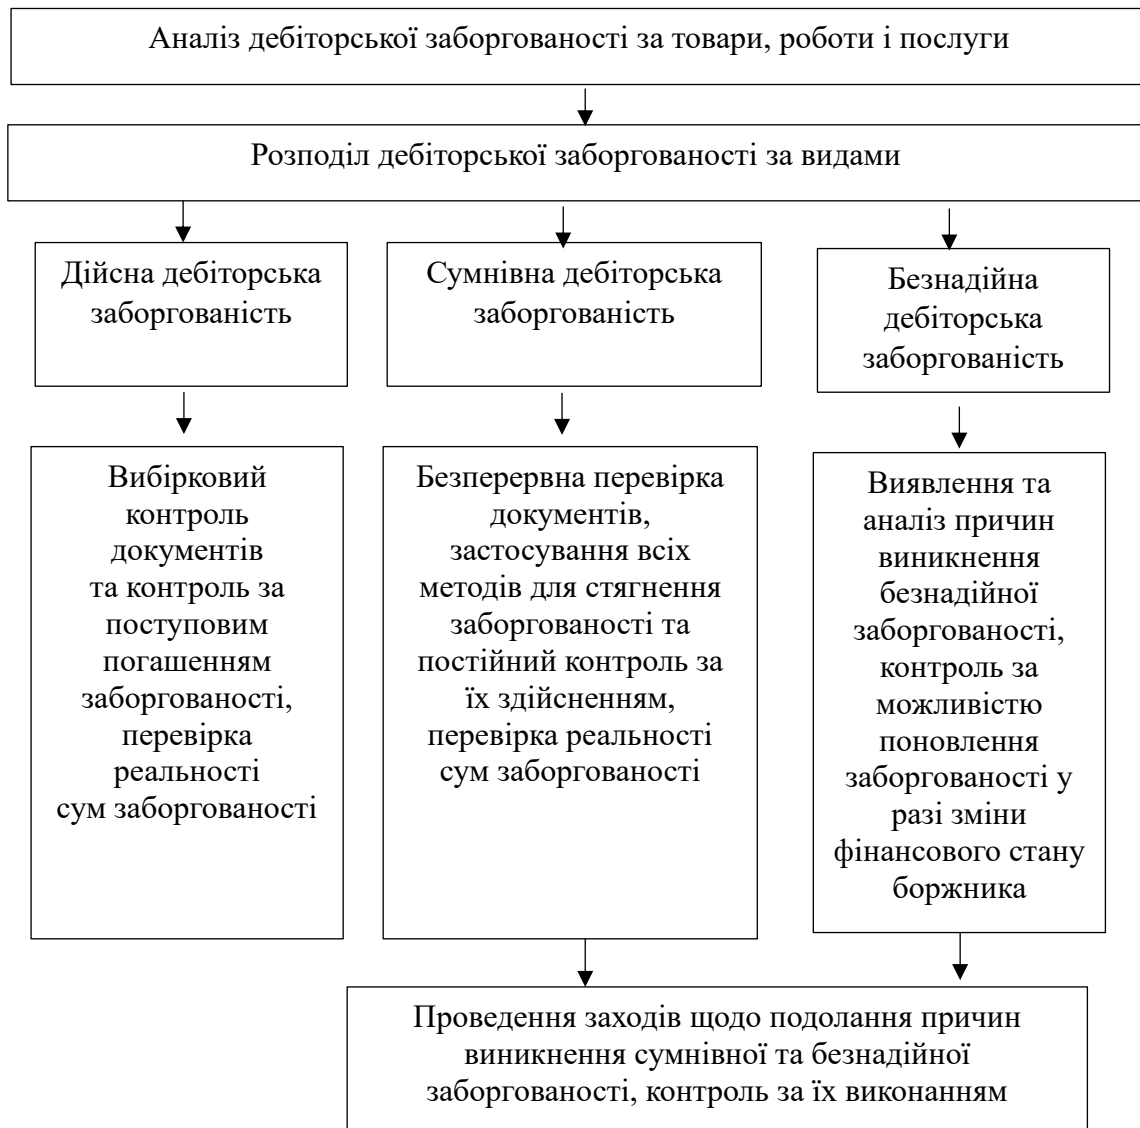 Аналіз дебіторської заборгованості за товари, роботи і послуги
Розподіл дебіторської заборгованості за видами
Дійсна дебіторська
заборгованість
Сумнівна дебіторська
заборгованість
Безнадійна
дебіторська
заборгованість
Вибірковий
контроль
документів
та контроль за
поступовим
погашенням
заборгованості,
перевірка
реальності
сум заборгованості
Безперервна перевірка
документів,
застосування всіх
методів для стягнення
заборгованості та
постійний контроль за
їх здійсненням,
перевірка реальності
сум заборгованості
Виявлення та
аналіз причин
виникнення
безнадійної
заборгованості,
контроль за
можливістю
поновлення
заборгованості у
разі зміни
фінансового стану
боржника
Проведення заходів щодо подолання причин
виникнення сумнівної та безнадійної
заборгованості, контроль за їх виконанням